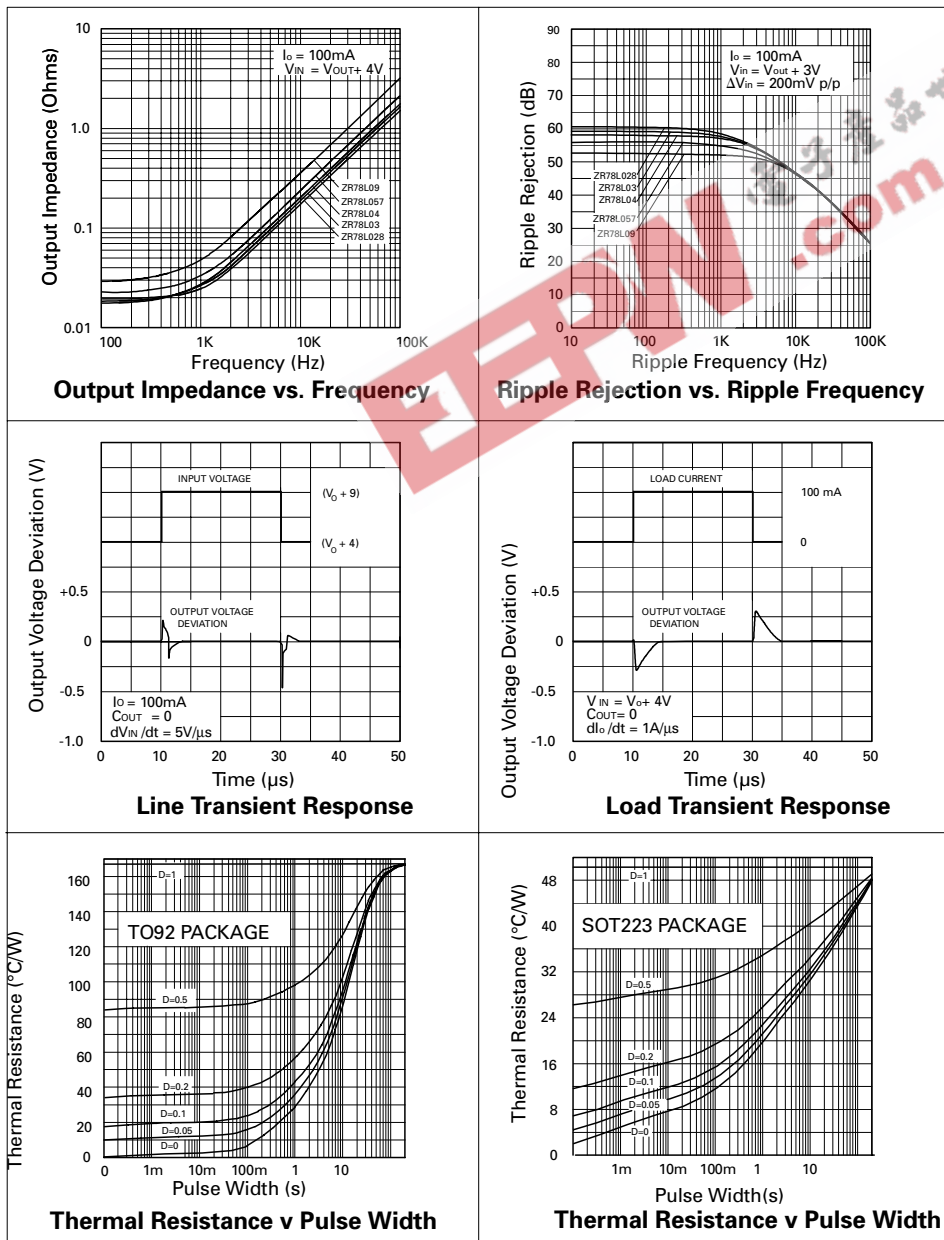 10
1.0
0.1
0.01
Output Impedance (Ohms)
Io = 100mA
VIN = VOUT+ 4V
ZR78L09
ZR78L057
ZR78L04
ZR78L03
ZR78L028
100
1K
10K
100K
Frequency (Hz)
Output Impedance vs. Frequency
90
80
70
60
50
40
30
20
10
0
Ripple Rejection (dB)
Io = 100mA
Vin = Vout + 3V
ΔVin = 200mV p/p
ZR78L028
ZR78L03
ZR78L04
ZR78L057
ZR78L09
10
100
1K
10K
100K
Ripple Frequency (Hz)
Ripple Rejection vs. Ripple Frequency
EEPW.com
Output Voltage Deviation (V)
INPUT VOLTAGE
(VO + 9)
(VO + 4)
+0.5
0
-0.5
-1.0
OUTPUT VOLTAGE
DEVIATION
IO = 100mA
COUT = 0
dVIN /dt = 5V/µs
0
10
20
30
40
50
Time (µs)
Line Transient Response
Output Voltage Deviation (V)
LOAD CURRENT
100 mA
0
+0.5
0
-0.5
-1.0
OUTPUT VOLTAGE
DEVIATION
V IN = Vo+ 4V
COUT= 0
dIo /dt = 1A/µs
0
10
20
30
40
50
Time (µs)
Load Transient Response
Thermal Resistance (°C/W)
160
140
120
100
80
60
40
20
0
D=1
TO92 PACKAGE
D=0.5
D=0.2
D=0.1
D=0.05
D=0
0
1m
10m
100m
1
10
Pulse Width (s)
Thermal Resistance v Pulse Width
Thermal Resistance (°C/W)
48
40
32
24
16
8
0
D=1
SOT223 PACKAGE
D=0.5
D=0.2
D=0.1
D=0.05
D=0
1m
10m
100m
1
10
Pulse Width(s)
Thermal Resistance v Pulse Width